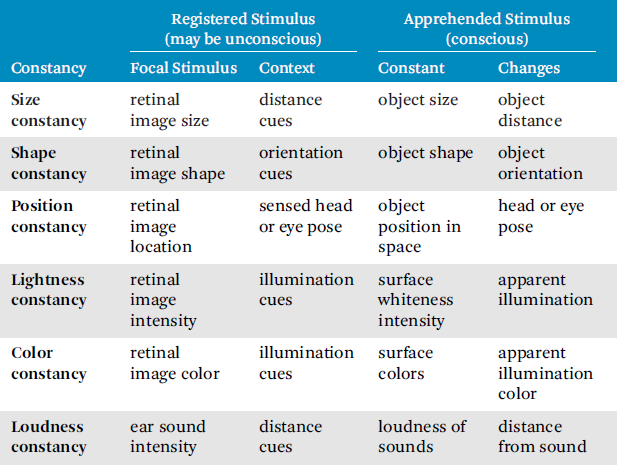 Registered Stimulus Apprehended Stimulus
(may be unconscious) (conscious)
Constancy Focal Stimulus Context Constant Changes
Size retinal distance object size object
constancy image size cues distance
Shape retinal orientation object shape object
constancy image shape cues orientation
Position retinal sensed head object head or eye
constancy image or eye pose position in pose
location space
Lightness retinal illumination surface apparent
constancy image cues whiteness illumination
intensity intensity
Color retinal illumination surface apparent
constancy image color cues colors illumination
color
Loudness ear sound distance loudness of distance
constancy intensity cues sounds from sound